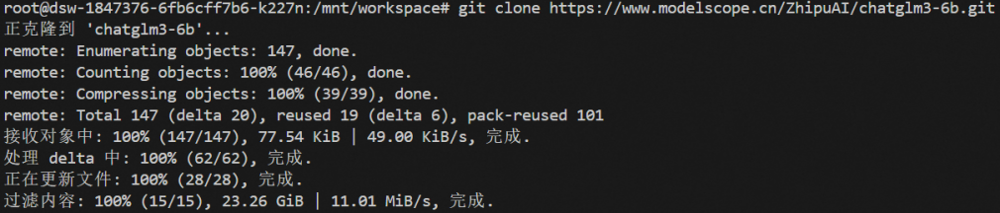 root@dsw-1847376-6fb6cff7b6-k227n:/mnt/workspace# git clone https://www.modelscope.cn/ZhipuAI/chatglm3-6b.git
正克隆到 'chatglm3-6b'...
remote: Enumerating objects: 147, done.
remote: Counting objects: 100% (46/46), done.
remote: Compressing objects: 100% (39/39), done.
remote: Total 147 (delta 20), reused 19 (delta 6), pack-reused 101
接收对象中: 100% (147/147), 77.54 KiB | 49.00 KiB/s, 完成.
处理 delta 中: 100% (62/62), 完成.
正在更新文件: 100% (28/28), 完成.
过滤内容: 100% (15/15), 23.26 GiB | 11.01 MiB/s, 完成.